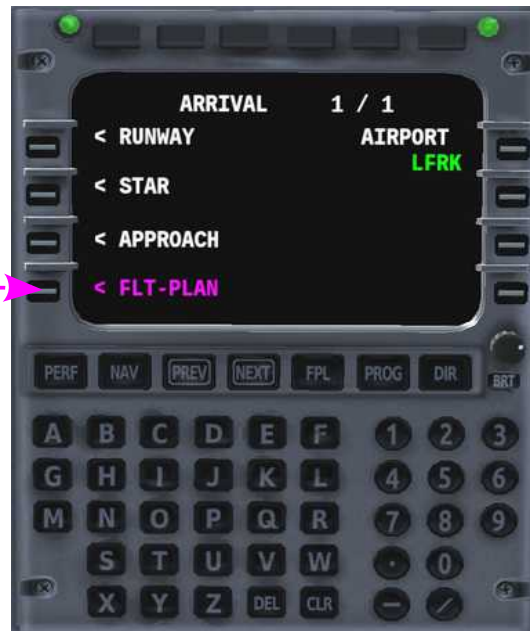 ARRIVAL 1 / 1
< RUNWAY AIRPORT
LFRK
< STAR
< APPROACH
< FLT-PLAN
PERF NAV PREV NEXT FPL PROG DIR BRT
A B C D E F 1 2 3
G H I J K L 4 5 6
M N O P Q R 7 8 9
S T U V W . 0
X Y Z DEL CLR - /